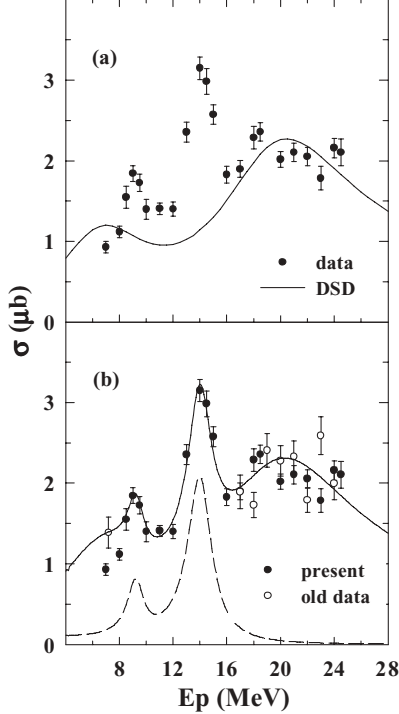 (a)
3
2
1
0
data
DSD
σ (μb)
(b)
3
2
1
0
present
old data
8 12 16 20 24 28
Ep (MeV)